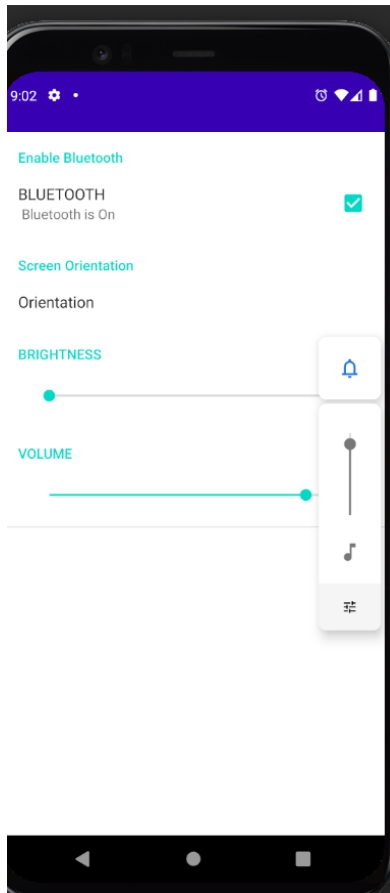 9:02
Enable Bluetooth
BLUETOOTH
Bluetooth is On
Screen Orientation
Orientation
BRIGHTNESS
VOLUME